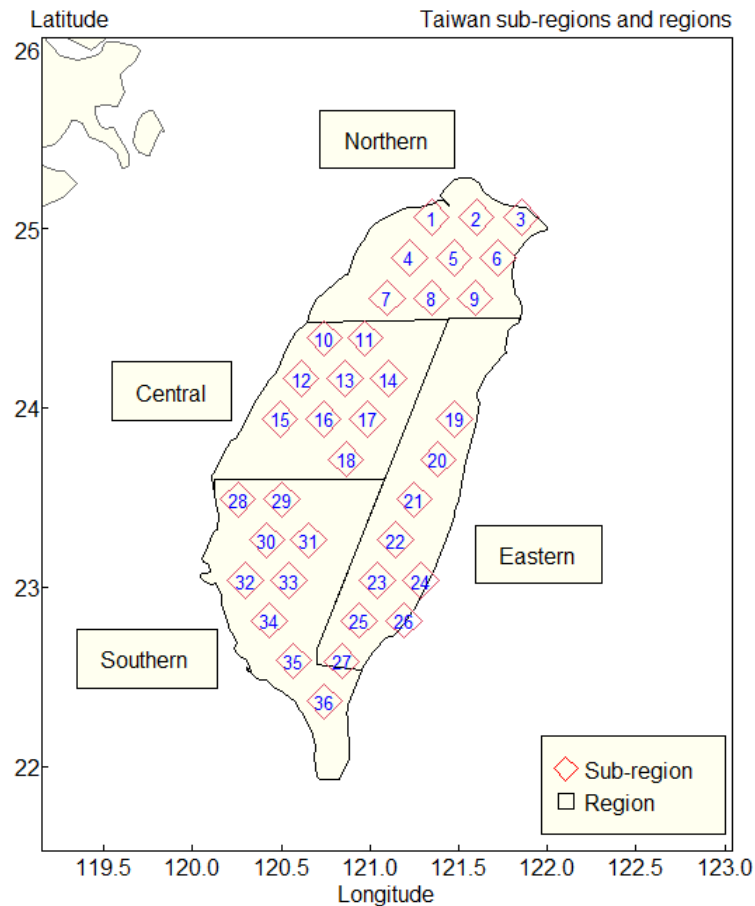 Latitude Taiwan sub-regions and regions
26
Northern
25
1 2 3
4 5 6
7 8 9
10 11
Central
12 13 14
24
15 16 17 19
18 20
28 29 21
30 31 22
Eastern
23
32 33 23 24
34 25 26
Southern
35 27
36
22
Sub-region
Region
119.5 120.0 120.5 121.0 121.5 122.0 122.5 123.0
Longitude